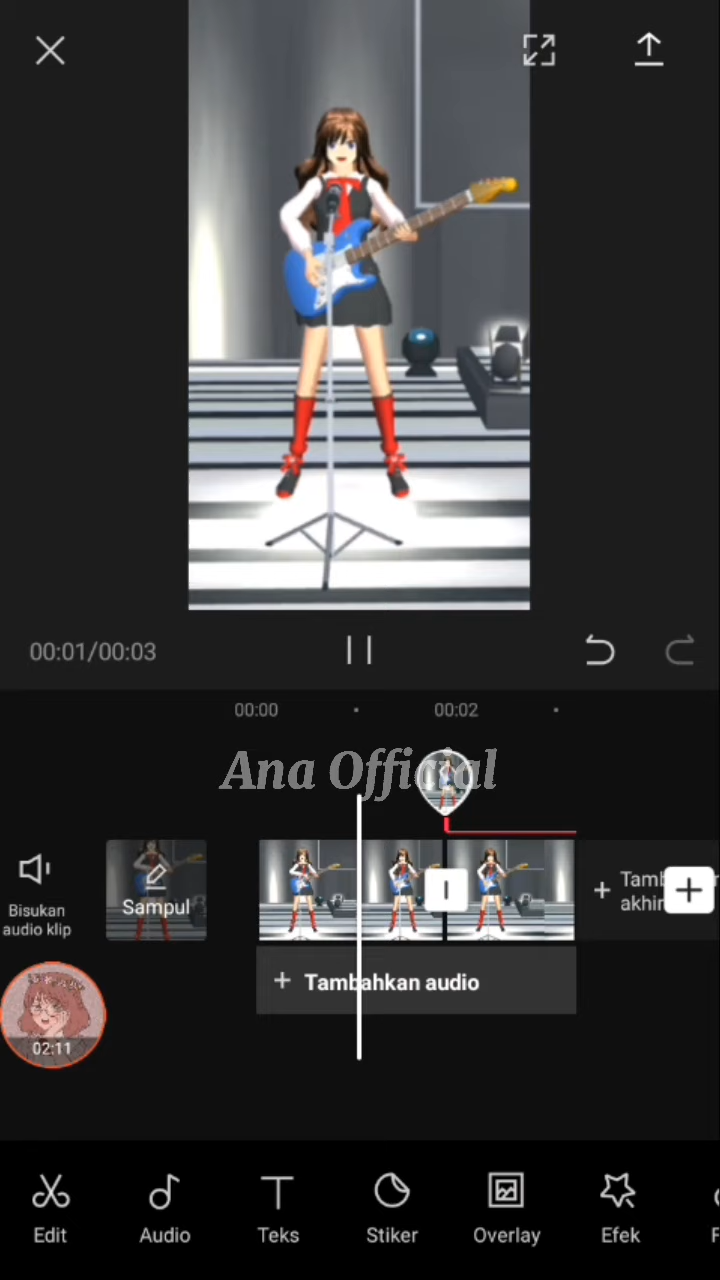 00:01/00:03
00:00
00:02
Ana Official
Bisukan
audio klip
Sampul
akhir
+ Tambahkan audio
02:11
Edit
Audio
Teks
Stiker
Overlay
Efek